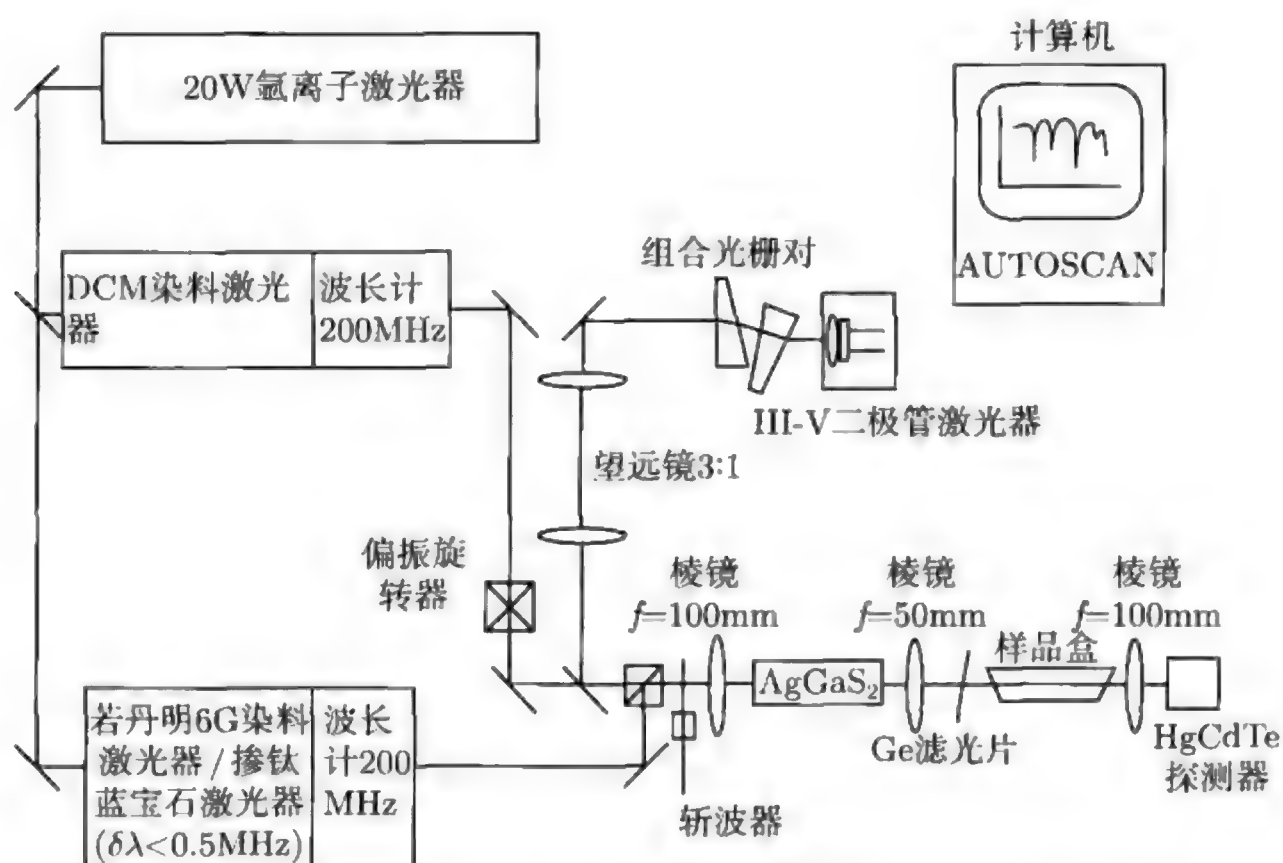 20W氩离子激光器
计算机
AUTOSCAN
DCM染料激光
器
波长计
200MHz
组合光栅对
III-V二极管激光器
望远镜3:1
偏振旋
转器
棱镜
f=100mm
棱镜
f=50mm
棱镜
f=100mm
样品盒
AgGaS₂
Ge滤光片
HgCdTe
探测器
斩波器
若丹明6G染料
激光器/掺钛
蓝宝石激光器
(δλ<0.5MHz)
波长
计200
MHz